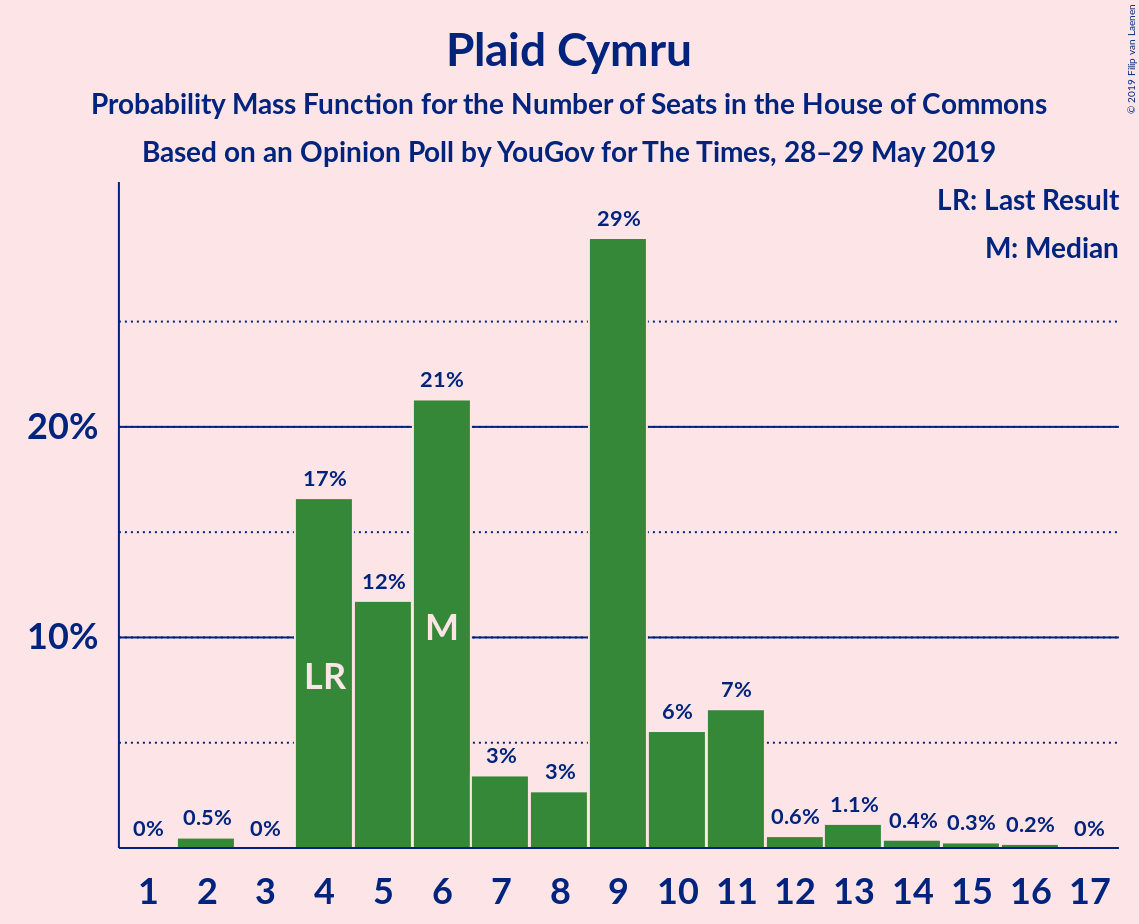 Plaid Cymru
Probability Mass Function for the Number of Seats in the House of Commons
Based on an Opinion Poll by YouGov for The Times, 28–29 May 2019
© 2019 Filip van Laenen
LR: Last Result
M: Median
20%
10%
0%
0.5%
0%
17%
12%
21%
3%
3%
29%
6%
7%
0.6%
1.1%
0.4%
0.3%
0.2%
0%
LR
M
1 2 3 4 5 6 7 8 9 10 11 12 13 14 15 16 17